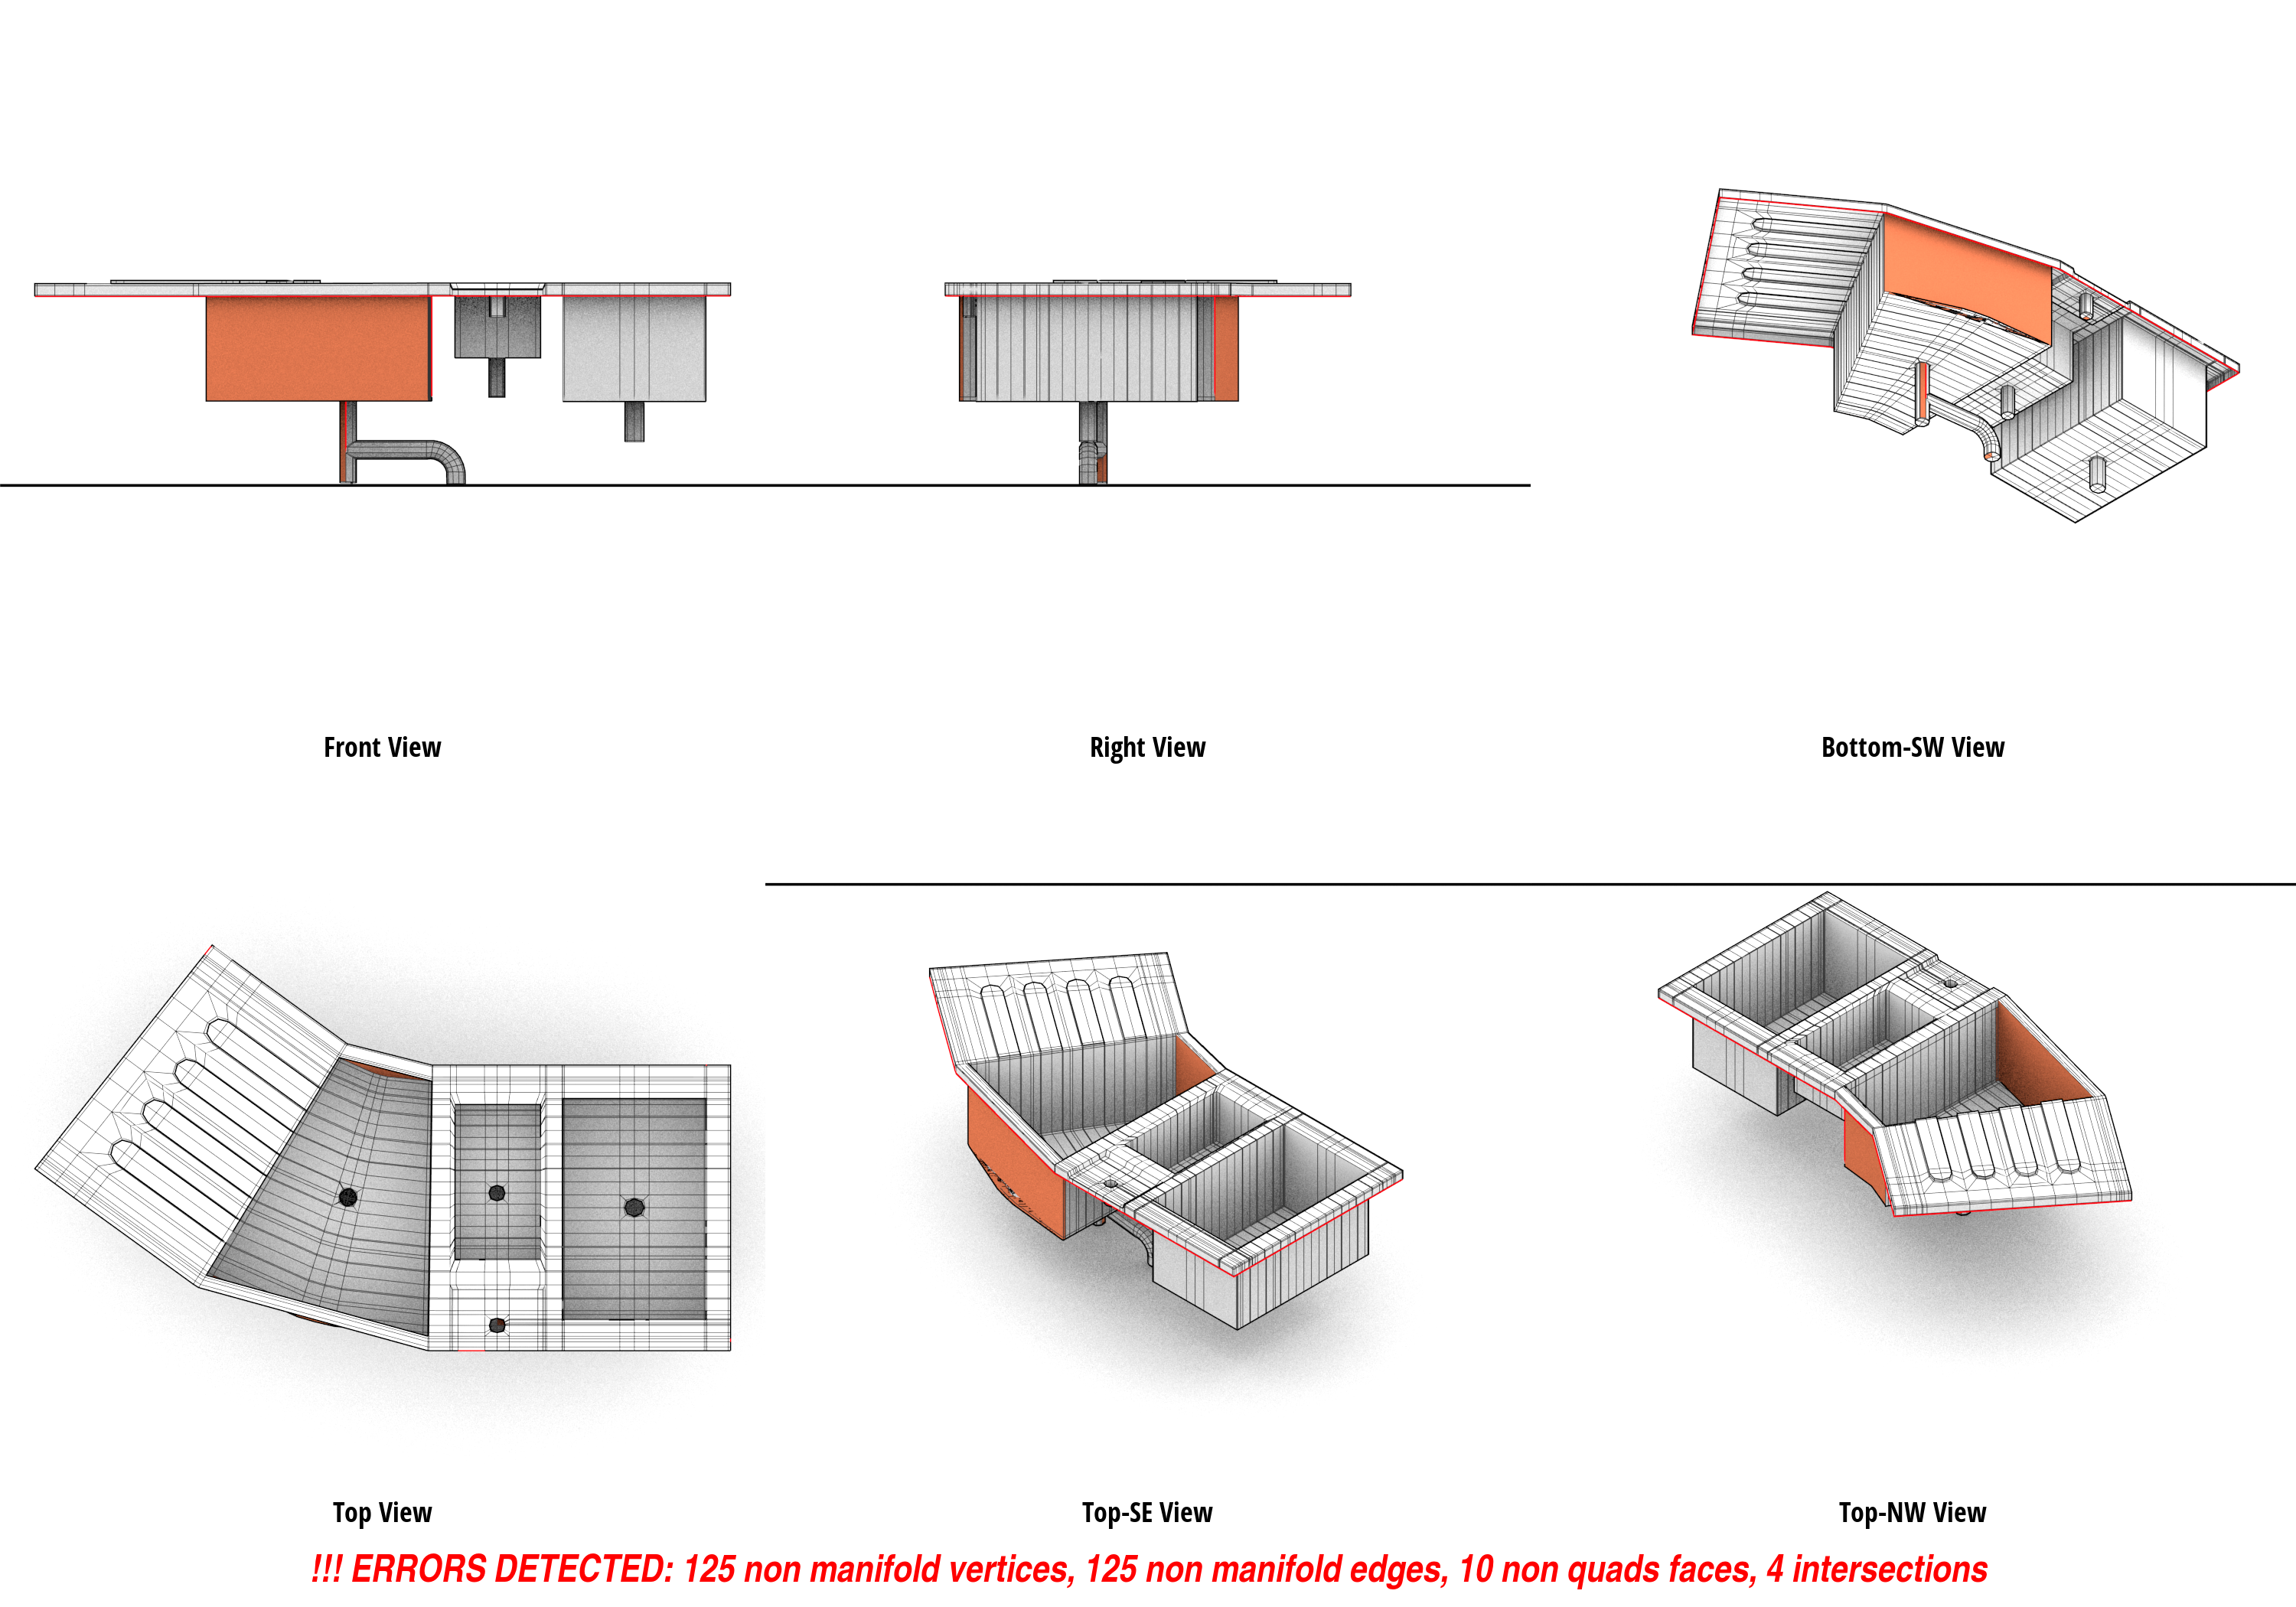 Front View
Right View
Bottom-SW View
Top View
Top-SE View
Top-NW View
!!! ERRORS DETECTED: 125 non manifold vertices, 125 non manifold edges, 10 non quads faces, 4 intersections